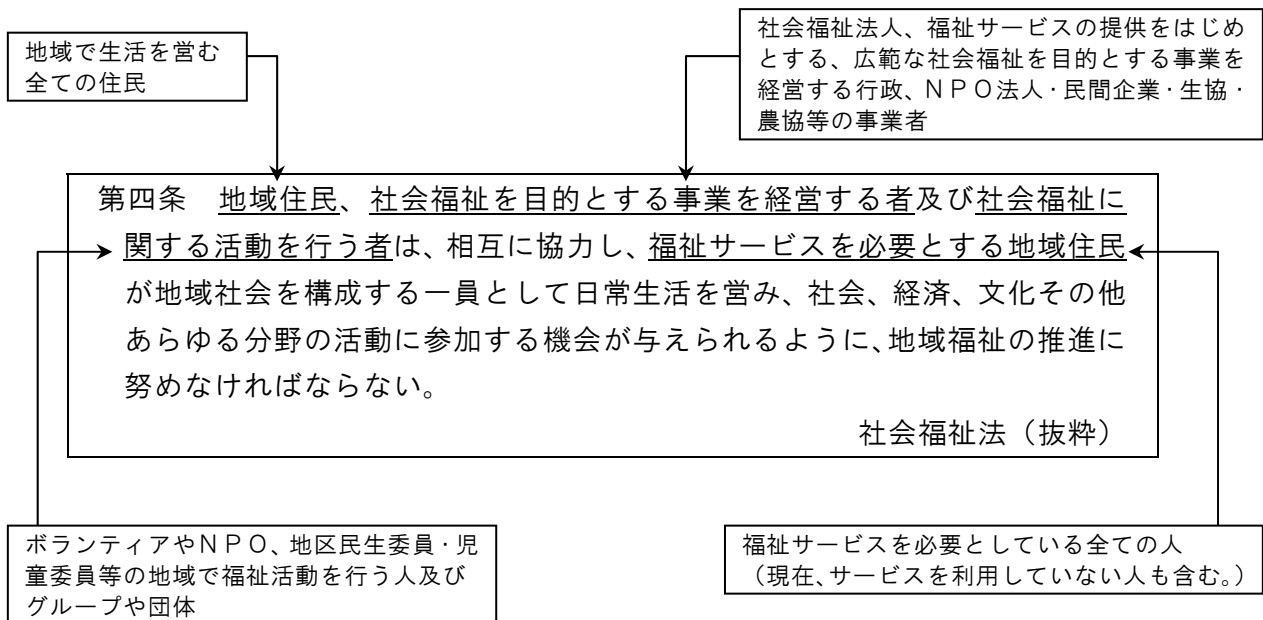 地域で生活を営む
全ての住民
社会福祉法人、福祉サービスの提供をはじめ
とする、広範な社会福祉を目的とする事業を
経営する行政、ＮＰＯ法人・民間企業・生協・
農協等の事業者
第四条　地域住民、社会福祉を目的とする事業を経営する者及び社会福祉に
関する活動を行う者は、相互に協力し、福祉サービスを必要とする地域住民
が地域社会を構成する一員として日常生活を営み、社会、経済、文化その他
あらゆる分野の活動に参加する機会が与えられるように、地域福祉の推進に
努めなければならない。
社会福祉法（抜粋）
ボランティアやＮＰＯ、地区民生委員・児
童委員等の地域で福祉活動を行う人及び
グループや団体
福祉サービスを必要としている全ての人
（現在、サービスを利用していない人も含む。）